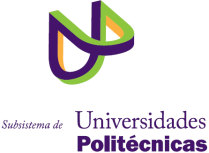 Subsistema de Universidades
Politécnicas